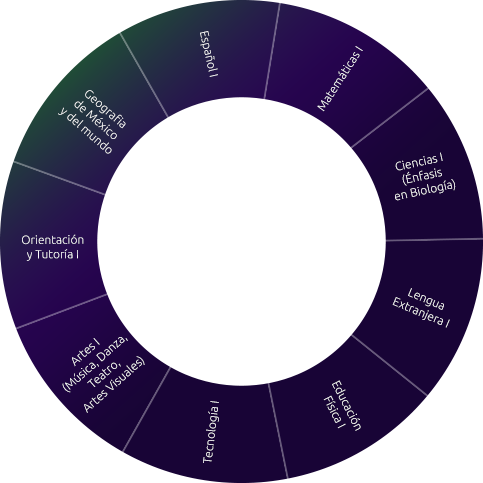 Español I
Matemáticas I
Ciencias I
(Énfasis
en Biología)
Lengua
Extranjera I
Educación
Física I
Tecnología I
Artes I
(Música, Danza,
Teatro,
Artes Visuales)
Orientación
y Tutoría I
Geografia
de México
y del mundo